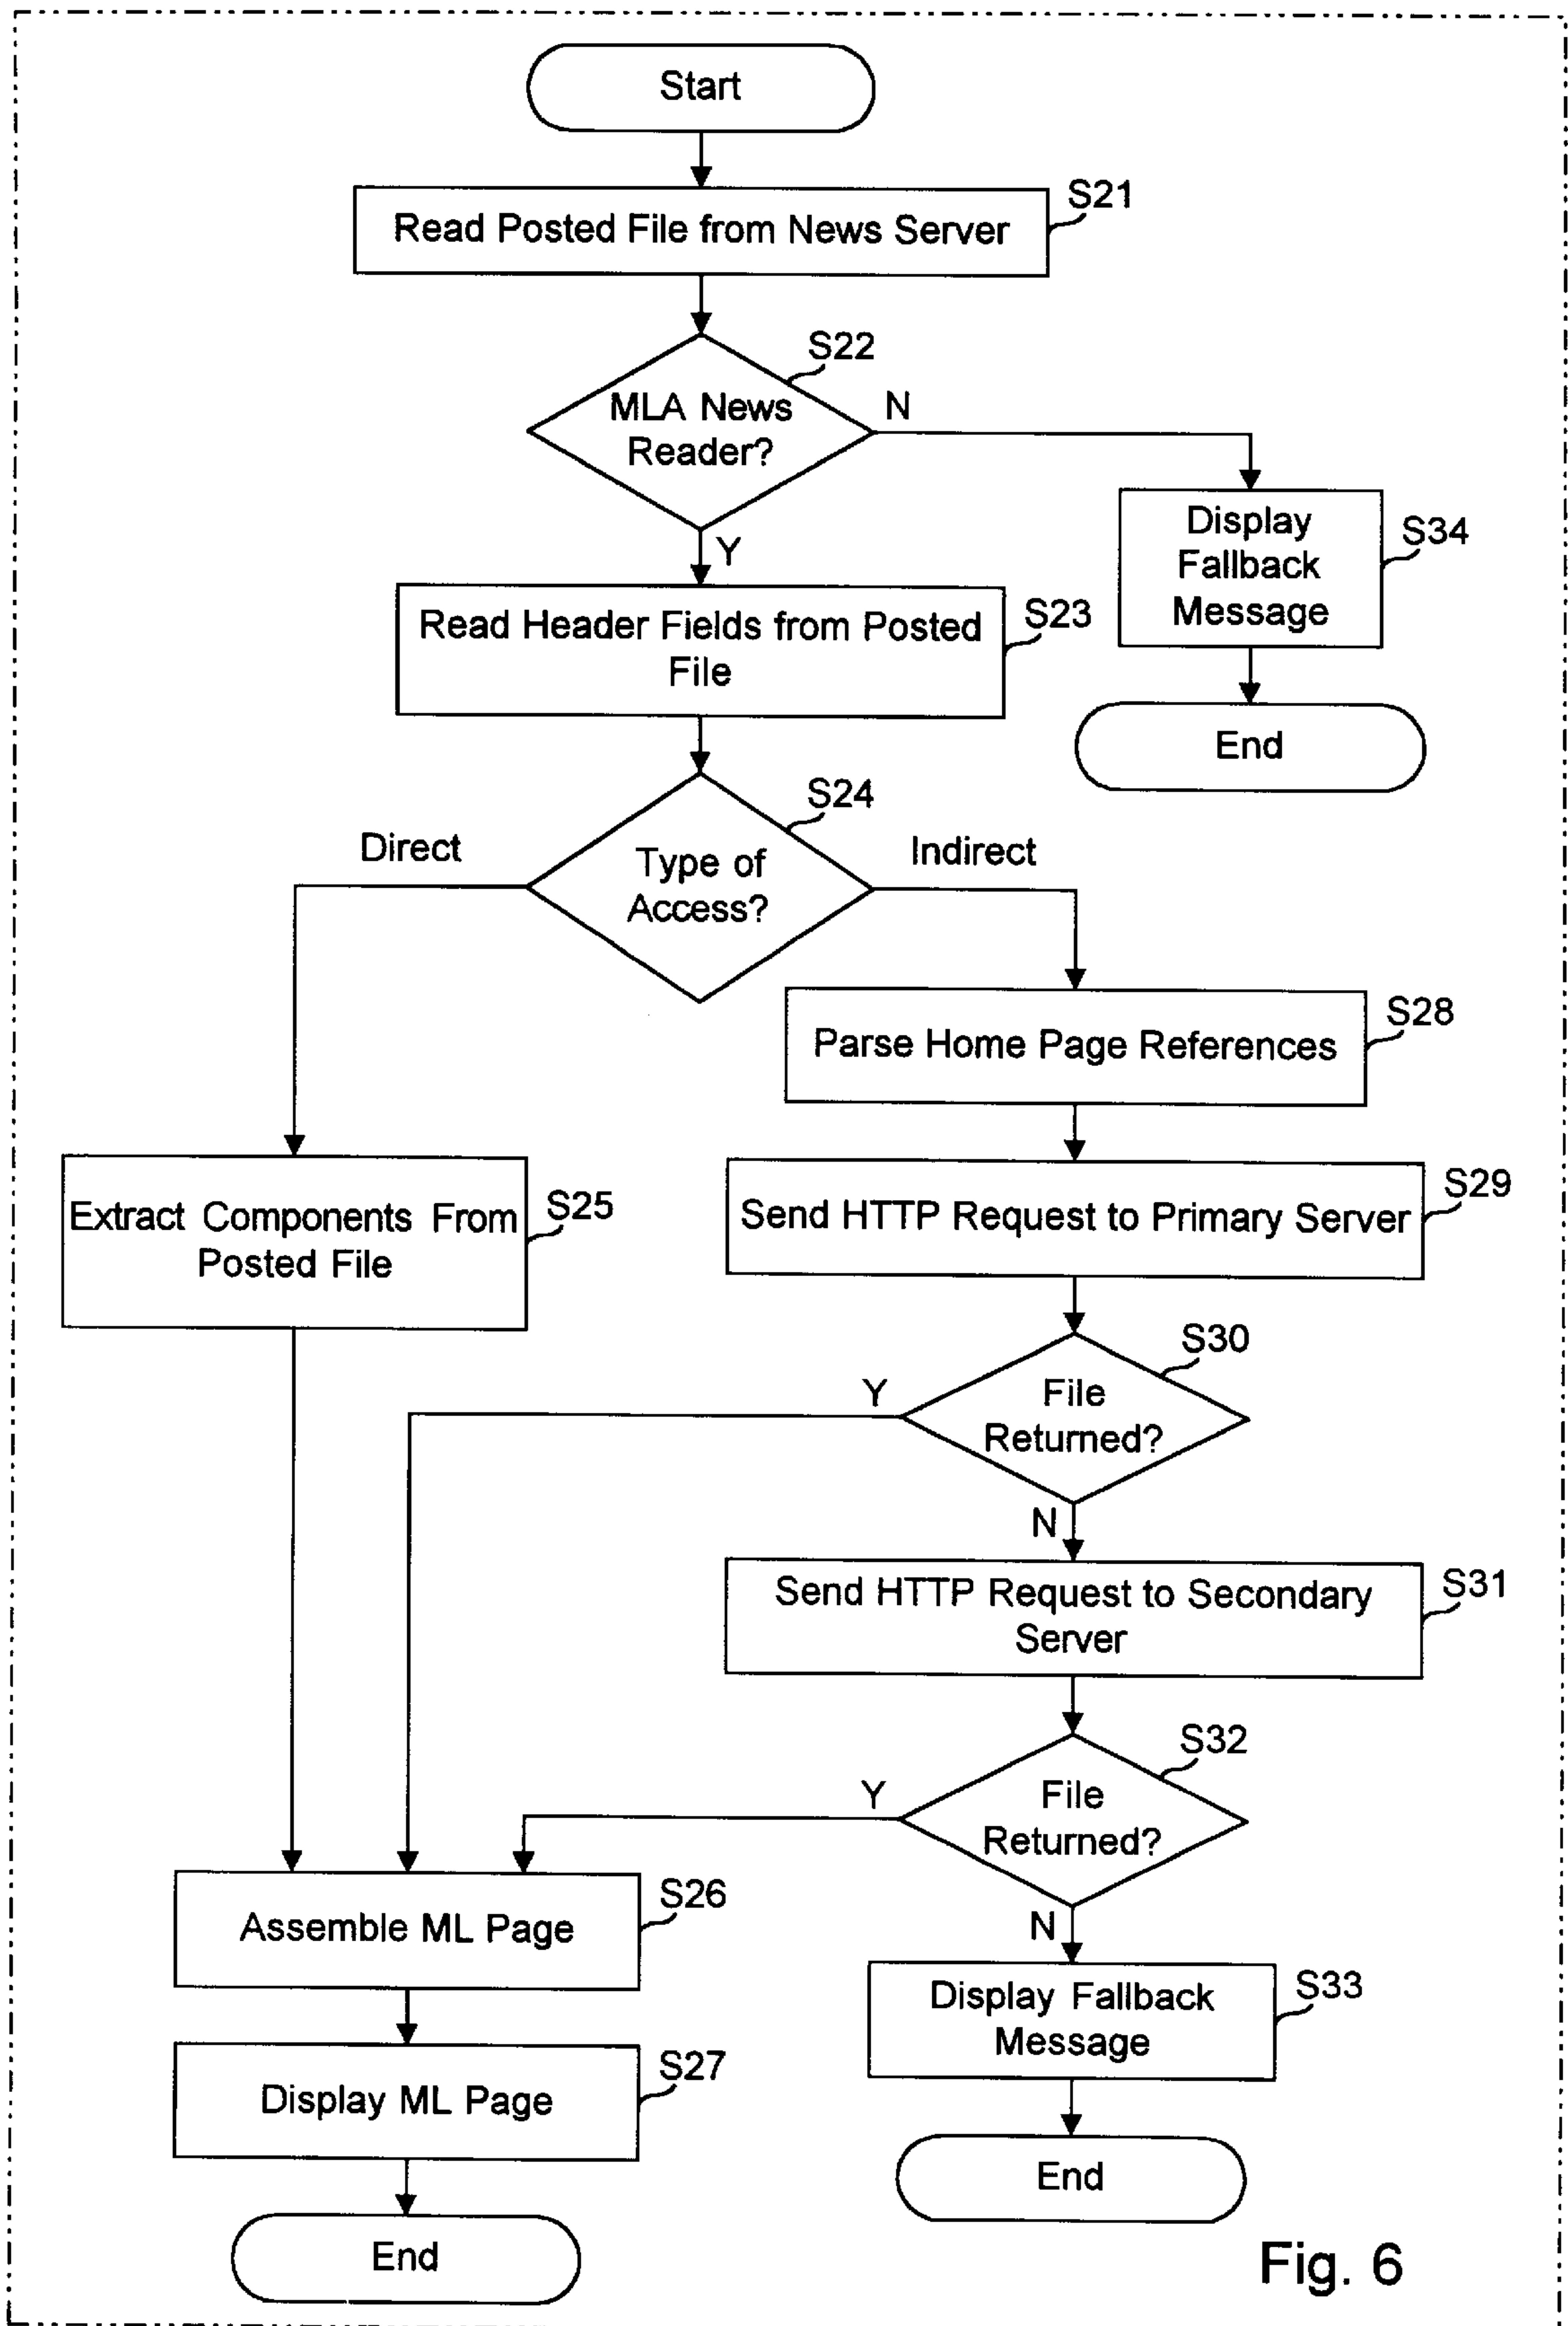 Start
Read Posted File from News Server
S21
S22
MLA News
Reader?
N
Y
Display
Fallback
Message
S34
End
Read Header Fields from Posted
File
S23
S24
Type of
Access?
Direct
Indirect
Parse Home Page References
S28
Extract Components From
Posted File
S25
Send HTTP Request to Primary Server
S29
S30
File
Returned?
Y
N
Send HTTP Request to Secondary
Server
S31
S32
File
Returned?
Y
N
Assemble ML Page
S26
Display Fallback
Message
S33
Display ML Page
S27
End
End
Fig. 6